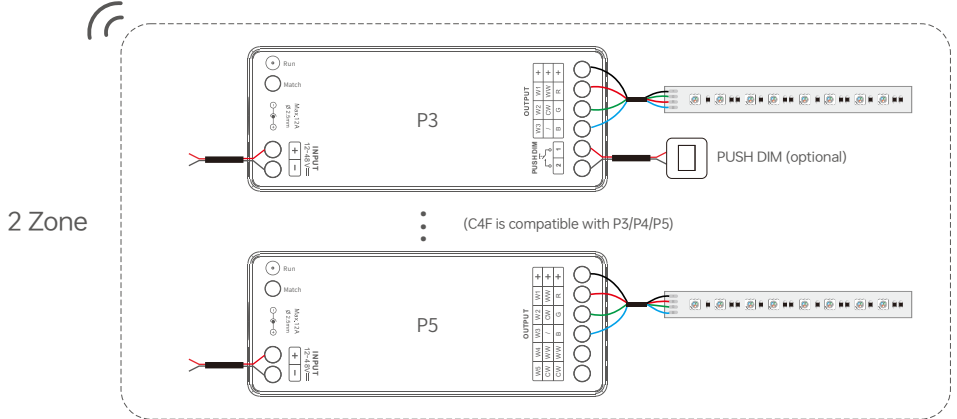 2 Zone
Run
Match
Max,12A
Ø 2.5mm
+
−
INPUT
12~48V
P3
OUTPUT
+ + +
W1 WW R
W2 CW G
W3 / B
PUSH DIM
1
2
PUSH DIM (optional)
(C4F is compatible with P3/P4/P5)
Run
Match
Max,12A
Ø 2.5mm
+
−
INPUT
12~48V
P5
OUTPUT
+ + +
W1 WW R
W2 CW G
W3 / B
W4 WW WW
W5 CW CW